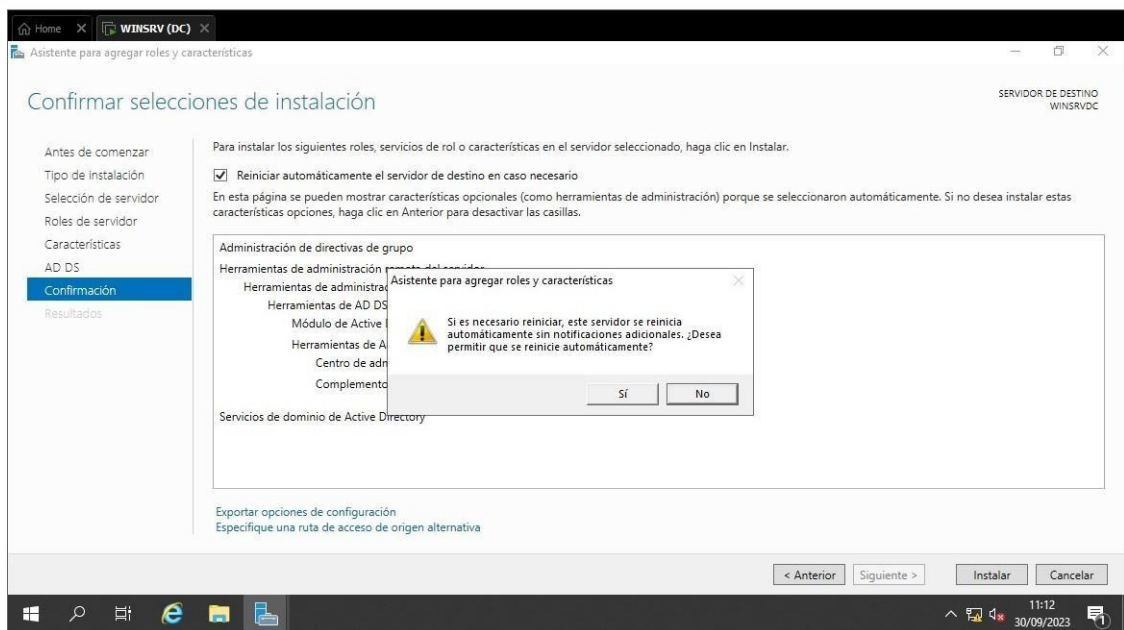 Home
WINSRV (DC)
Asistente para agregar roles y características
Confirmar selecciones de instalación
SERVIDOR DE DESTINO
WINSRVDC
Antes de comenzar
Tipo de instalación
Selección de servidor
Roles de servidor
Características
AD DS
Confirmación
Resultados
Para instalar los siguientes roles, servicios de rol o características en el servidor seleccionado, haga clic en Instalar.
Reiniciar automáticamente el servidor de destino en caso necesario
En esta página se pueden mostrar características opcionales (como herramientas de administración) porque se seleccionaron automáticamente. Si no desea instalar estas
características opciones, haga clic en Anterior para desactivar las casillas.
Administración de directivas de grupo
Herramientas de administración remota del servidor
Herramientas de administrac
Herramientas de AD DS
Módulo de Active
Herramientas de A
Centro de adn
Complemento
Servicios de dominio de Active Directory
Asistente para agregar roles y características
Si es necesario reiniciar, este servidor se reinicia
automáticamente sin notificaciones adicionales. ¿Desea
permitir que se reinicie automáticamente?
Sí No
Exportar opciones de configuración
Especifique una ruta de acceso de origen alternativa
< Anterior Siguiente > Instalar Cancelar
11:12
30/09/2023
1